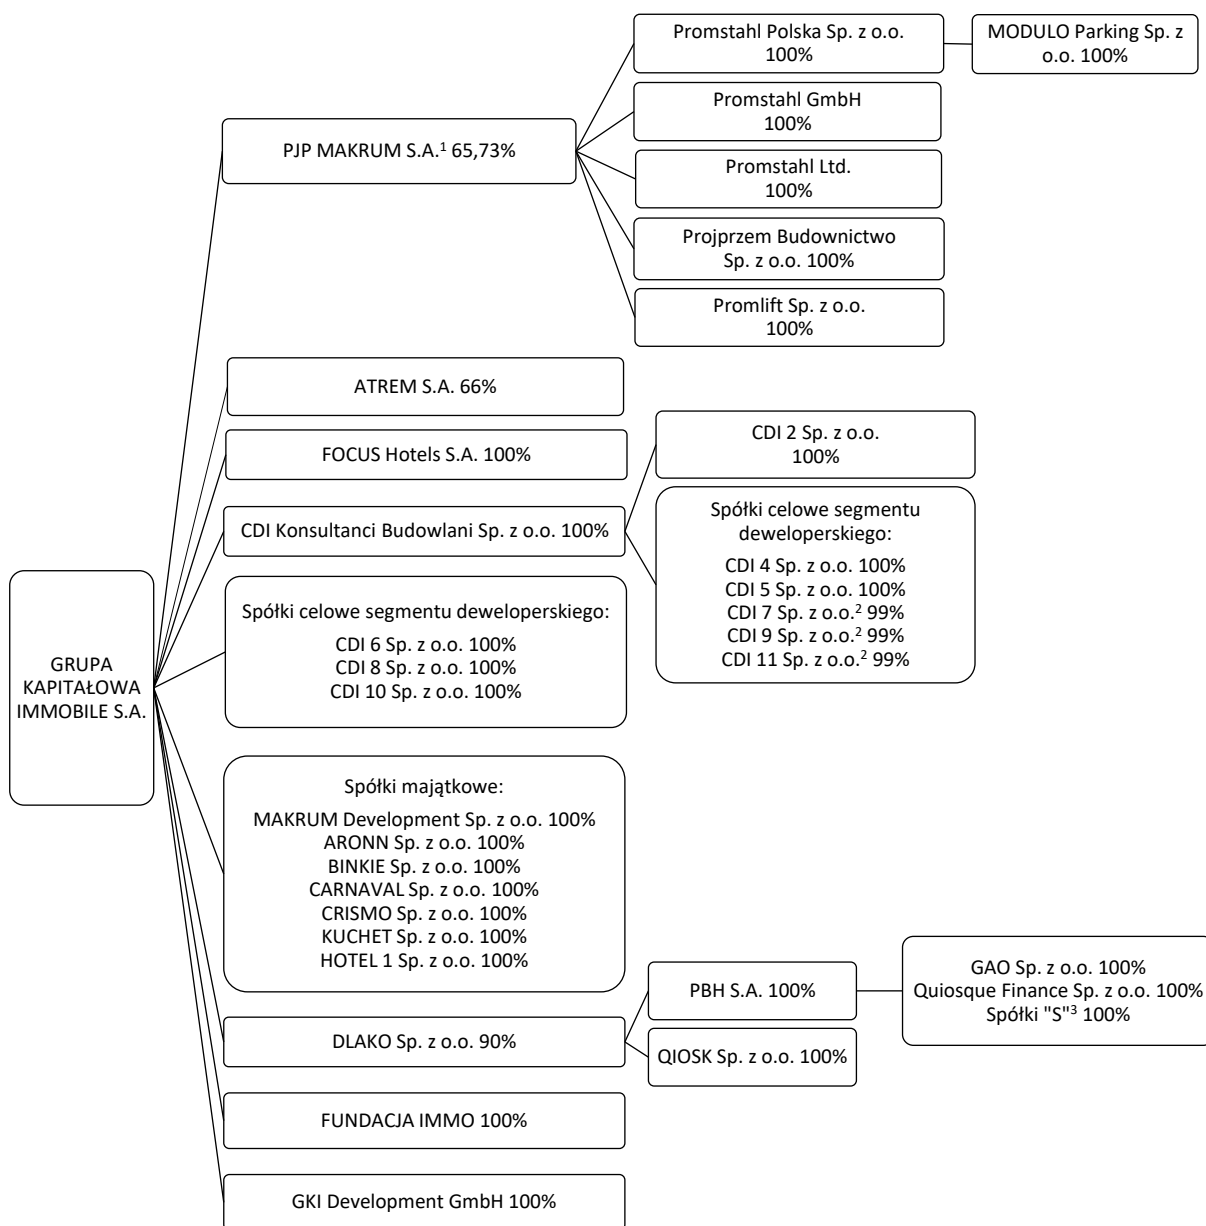 Promstahl Polska Sp. z o.o.
100%
MODULO Parking Sp. z
o.o. 100%
Promstahl GmbH
100%
PJP MAKRUM S.A.¹ 65,73%
Promstahl Ltd.
100%
Projprzem Budownictwo
Sp. z o.o. 100%
Promlift Sp. z o.o.
100%
ATREM S.A. 66%
FOCUS Hotels S.A. 100%
CDI 2 Sp. z o.o.
100%
CDI Konsultanci Budowlani Sp. z o.o. 100%
Spółki celowe segmentu
deweloperskiego:
CDI 4 Sp. z o.o. 100%
CDI 5 Sp. z o.o. 100%
CDI 7 Sp. z o.o.² 99%
CDI 9 Sp. z o.o.² 99%
CDI 11 Sp. z o.o.² 99%
Spółki celowe segmentu deweloperskiego:
CDI 6 Sp. z o.o. 100%
CDI 8 Sp. z o.o. 100%
CDI 10 Sp. z o.o. 100%
GRUPA
KAPITAŁOWA
IMMOBILE S.A.
Spółki majątkowe:
MAKRUM Development Sp. z o.o. 100%
ARONN Sp. z o.o. 100%
BINKIE Sp. z o.o. 100%
CARNAVAL Sp. z o.o. 100%
CRISMO Sp. z o.o. 100%
KUCHET Sp. z o.o. 100%
HOTEL 1 Sp. z o.o. 100%
DLAKO Sp. z o.o. 90%
PBH S.A. 100%
GAO Sp. z o.o. 100%
Quiosque Finance Sp. z o.o. 100%
Spółki "S"³ 100%
QIOSK Sp. z o.o. 100%
FUNDACJA IMMO 100%
GKI Development GmbH 100%